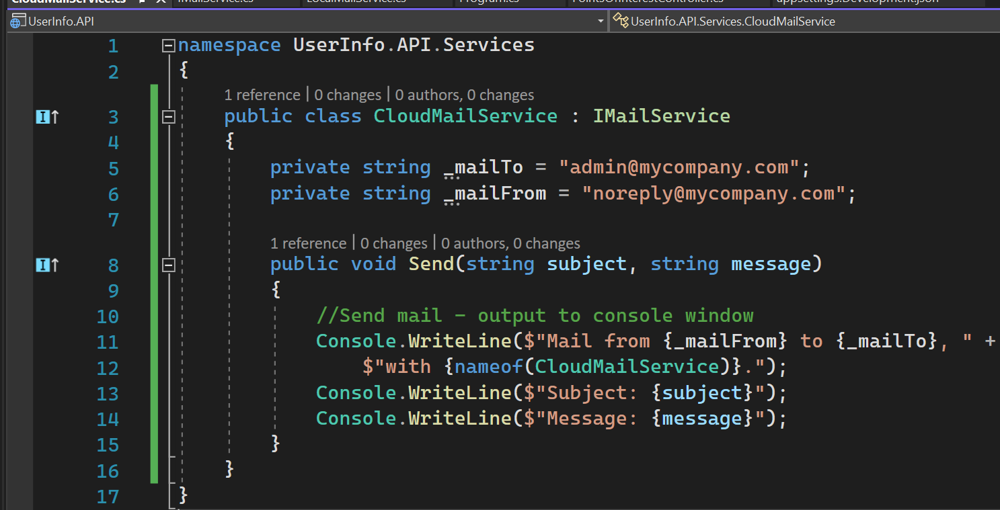 CloudMailService.cs IMailService.cs LocalMailService.cs Program.cs PointsOfInterestController.cs appsettings.Development.json
UserInfo.API UserInfo.API.Services.CloudMailService
1 namespace UserInfo.API.Services
2 {
1 reference | 0 changes | 0 authors, 0 changes
3 public class CloudMailService : IMailService
4 {
5 private string _mailTo = "admin@mycompany.com";
6 private string _mailFrom = "noreply@mycompany.com";
7
1 reference | 0 changes | 0 authors, 0 changes
8 public void Send(string subject, string message)
9 {
10 //Send mail - output to console window
11 Console.WriteLine($"Mail from {_mailFrom} to {_mailTo}, " +
12 $"with {nameof(CloudMailService)}.");
13 Console.WriteLine($"Subject: {subject}");
14 Console.WriteLine($"Message: {message}");
15 }
16 }
17 }